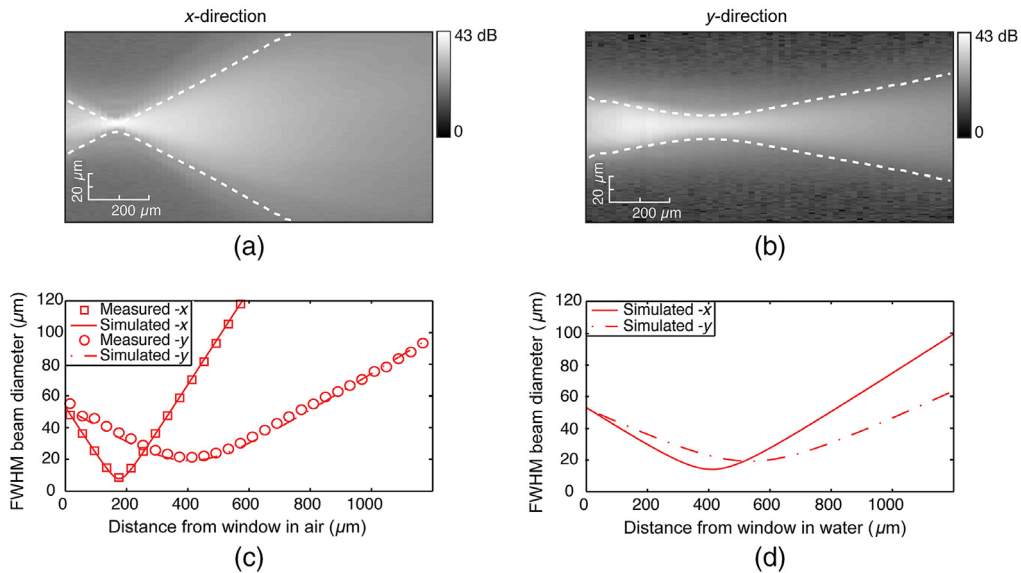 x-direction
y-direction
43 dB
0
20 µm
200 µm
43 dB
0
20 µm
200 µm
(a)
(b)
FWHM beam diameter (µm)
120
100
80
60
40
20
0
Measured -x
Simulated -x
Measured -y
Simulated -y
0 200 400 600 800 1000
Distance from window in air (µm)
(c)
FWHM beam diameter (µm)
120
100
80
60
40
20
0
Simulated -x
Simulated -y
0 200 400 600 800 1000
Distance from window in water (µm)
(d)